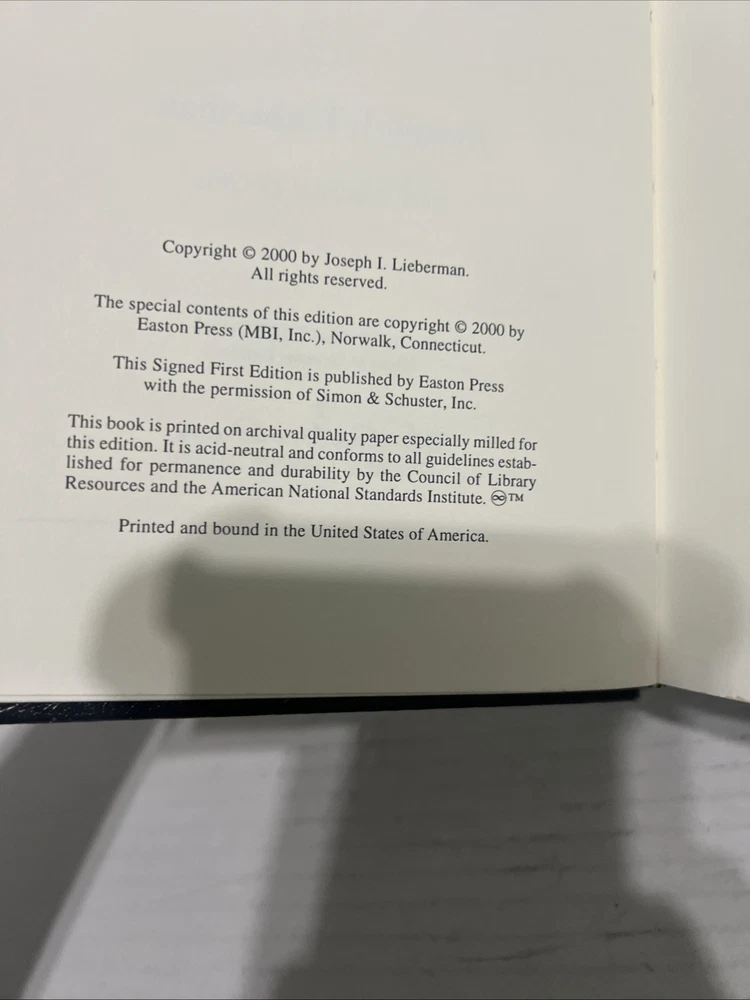 Copyright © 2000 by Joseph I. Lieberman.
All rights reserved.
The special contents of this edition are copyright © 2000 by
Easton Press (MBI, Inc.), Norwalk, Connecticut.
This Signed First Edition is published by Easton Press
with the permission of Simon & Schuster, Inc.
This book is printed on archival quality paper especially milled for
this edition. It is acid-neutral and conforms to all guidelines estab-
lished for permanence and durability by the Council of Library
Resources and the American National Standards Institute. ♾™
Printed and bound in the United States of America.